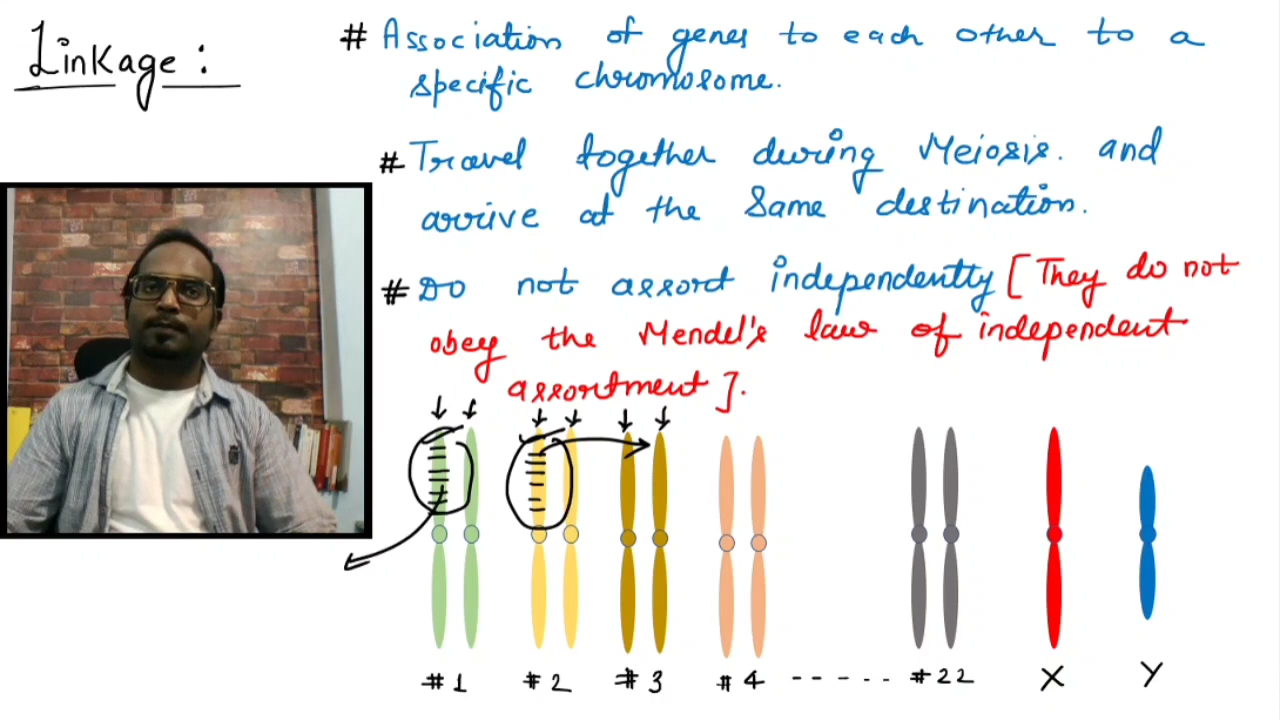 Linkage :
# Association of genes to each other to a
specific chromosome.
# Travel together during Meiosis. and
arrive at the same destination.
# Do not assort independently [They do not
obey the Mendel's law of independent
assortment].
#1 #2 #3 #4 ------ #22 X Y